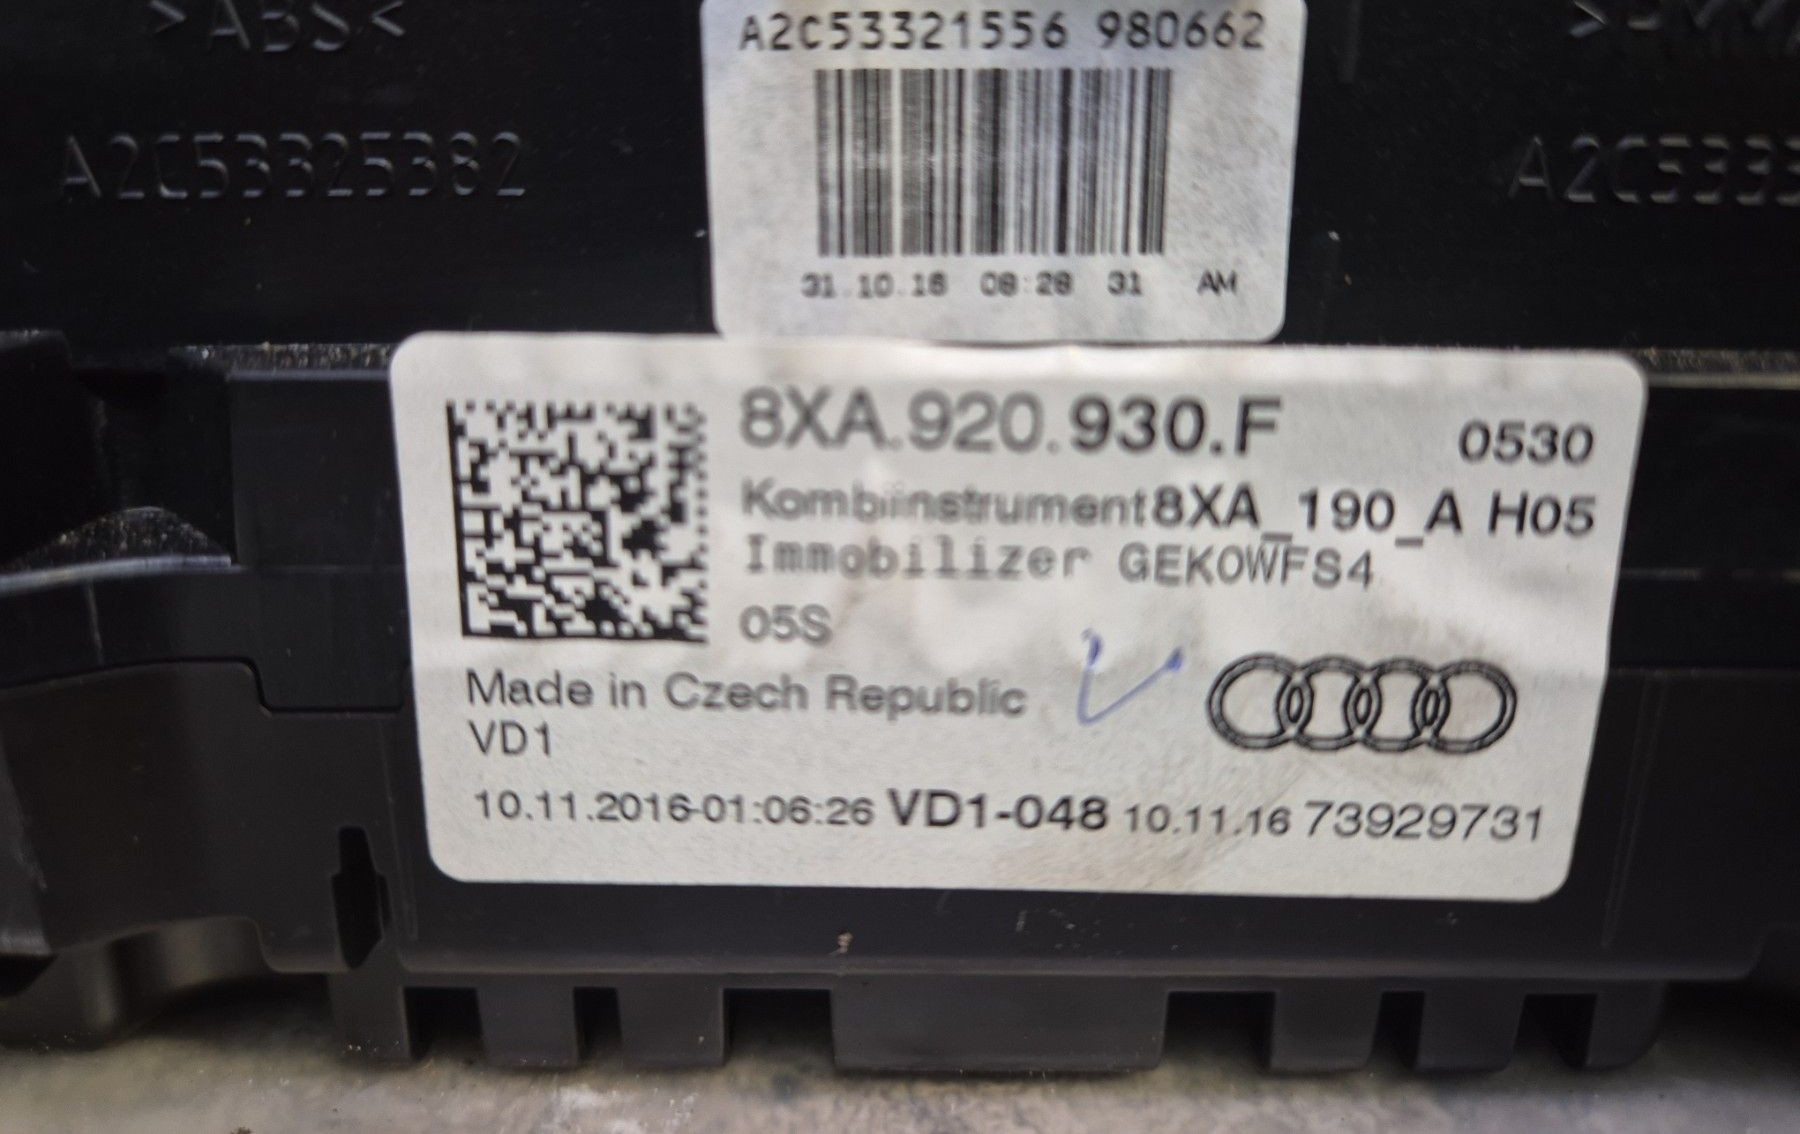 >ABS<
A2C53325382
A2C53321556 980662
31.10.16 08:28 31 AM
8XA.920.930.F 0530
Kombiinstrument8XA_190_A H05
Immobilizer GEKOWFS4
05S
Made in Czech Republic
VD1
10.11.2016-01:06:26 VD1-048 10.11.16 73929731